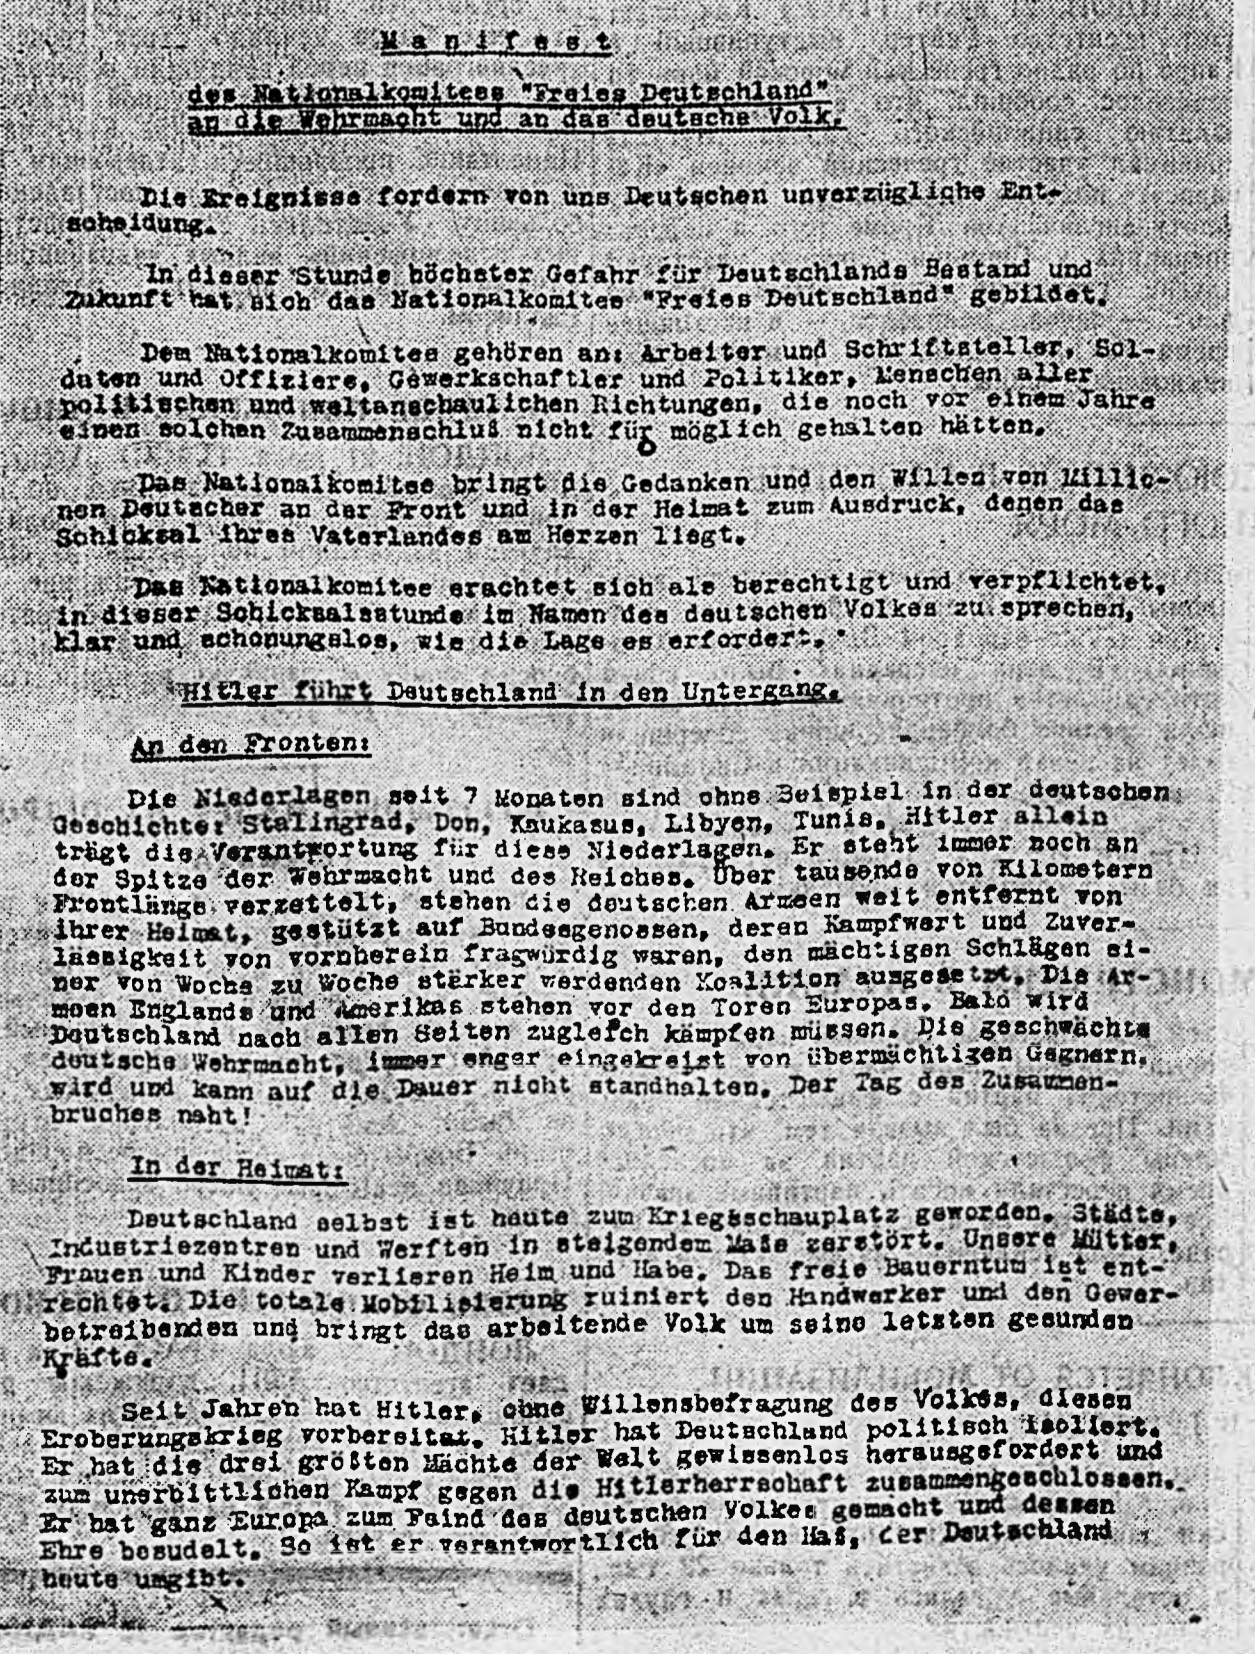 Manifest
des Nationalkomitees "Freies Deutschland"
an die Wehrmacht und an das deutsche Volk.
Die Ereignisse fordern von uns Deutschen unverzügliche Ent-
scheidung.
In dieser Stunde höchster Gefahr für Deutschlands Bestand und
Zukunft hat sich das Nationalkomitee "Freies Deutschland" gebildet.
Dem Nationalkomitee gehören an: Arbeiter und Schriftsteller, Sol-
daten und Offiziere, Gewerkschaftler und Politiker, Menschen aller
politischen und weltanschaulichen Richtungen, die noch vor einem Jahre
einen solchen Zusammenschluß nicht für möglich gehalten hätten.
Das Nationalkomitee bringt die Gedanken und den Willen von Millio-
nen Deutscher an der Front und in der Heimat zum Ausdruck, denen das
Schicksal ihres Vaterlandes am Herzen liegt.
Das Nationalkomitee erachtet sich als berechtigt und verpflichtet,
in dieser Schicksalsstunde im Namen des deutschen Volkes zu sprechen,
klar und schonungslos, wie die Lage es erfordert.
Hitler führt Deutschland in den Untergang.
An den Fronten:
Die Niederlagen seit 7 Monaten sind ohne Beispiel in der deutschen
Geschichte: Stalingrad, Don, Kaukasus, Libyen, Tunis. Hitler allein
trägt die Verantwortung für diese Niederlagen. Er steht immer noch an
der Spitze der Wehrmacht und des Reiches. Über tausende von Kilometern
Frontlänge verzettelt, stehen die deutschen Armeen weit entfernt von
ihrer Heimat, gestützt auf Bundesgenossen, deren Kampfwert und Zuver-
lässigkeit von vornherein fragwürdig waren, den mächtigen Schlägen ei-
ner von Woche zu Woche stärker werdenden Koalition ausgesetzt. Die Ar-
meen Englands und Amerikas stehen vor den Toren Europas. Bald wird
Deutschland nach allen Seiten zugleich kämpfen müssen. Die geschwächte
deutsche Wehrmacht, immer enger eingekreist von übermächtigen Gegnern,
wird und kann auf die Dauer nicht standhalten. Der Tag des Zusammen-
bruches naht!
In der Heimat:
Deutschland selbst ist heute zum Kriegsschauplatz geworden. Städte,
Industriezentren und Werften in steigendem Maße zerstört. Unsere Mütter,
Frauen und Kinder verlieren Heim und Habe. Das freie Bauerntum ist ent-
rechtet. Die totale Mobilisierung ruiniert den Handwerker und den Gewer-
betreibenden und bringt das arbeitende Volk um seine letzten gesunden
Kräfte.
Seit Jahren hat Hitler, ohne Willensbefragung des Volkes, diesen
Eroberungskrieg vorbereitet. Hitler hat Deutschland politisch isoliert.
Er hat die drei größten Mächte der Welt gewissenlos herausgefordert und
zum unerbittlichen Kampf gegen die Hitlerherrschaft zusammengeschlossen.
Er hat ganz Europa zum Feind des deutschen Volkes gemacht und dessen
Ehre besudelt. So ist er verantwortlich für den Haß, der Deutschland
heute umgibt.